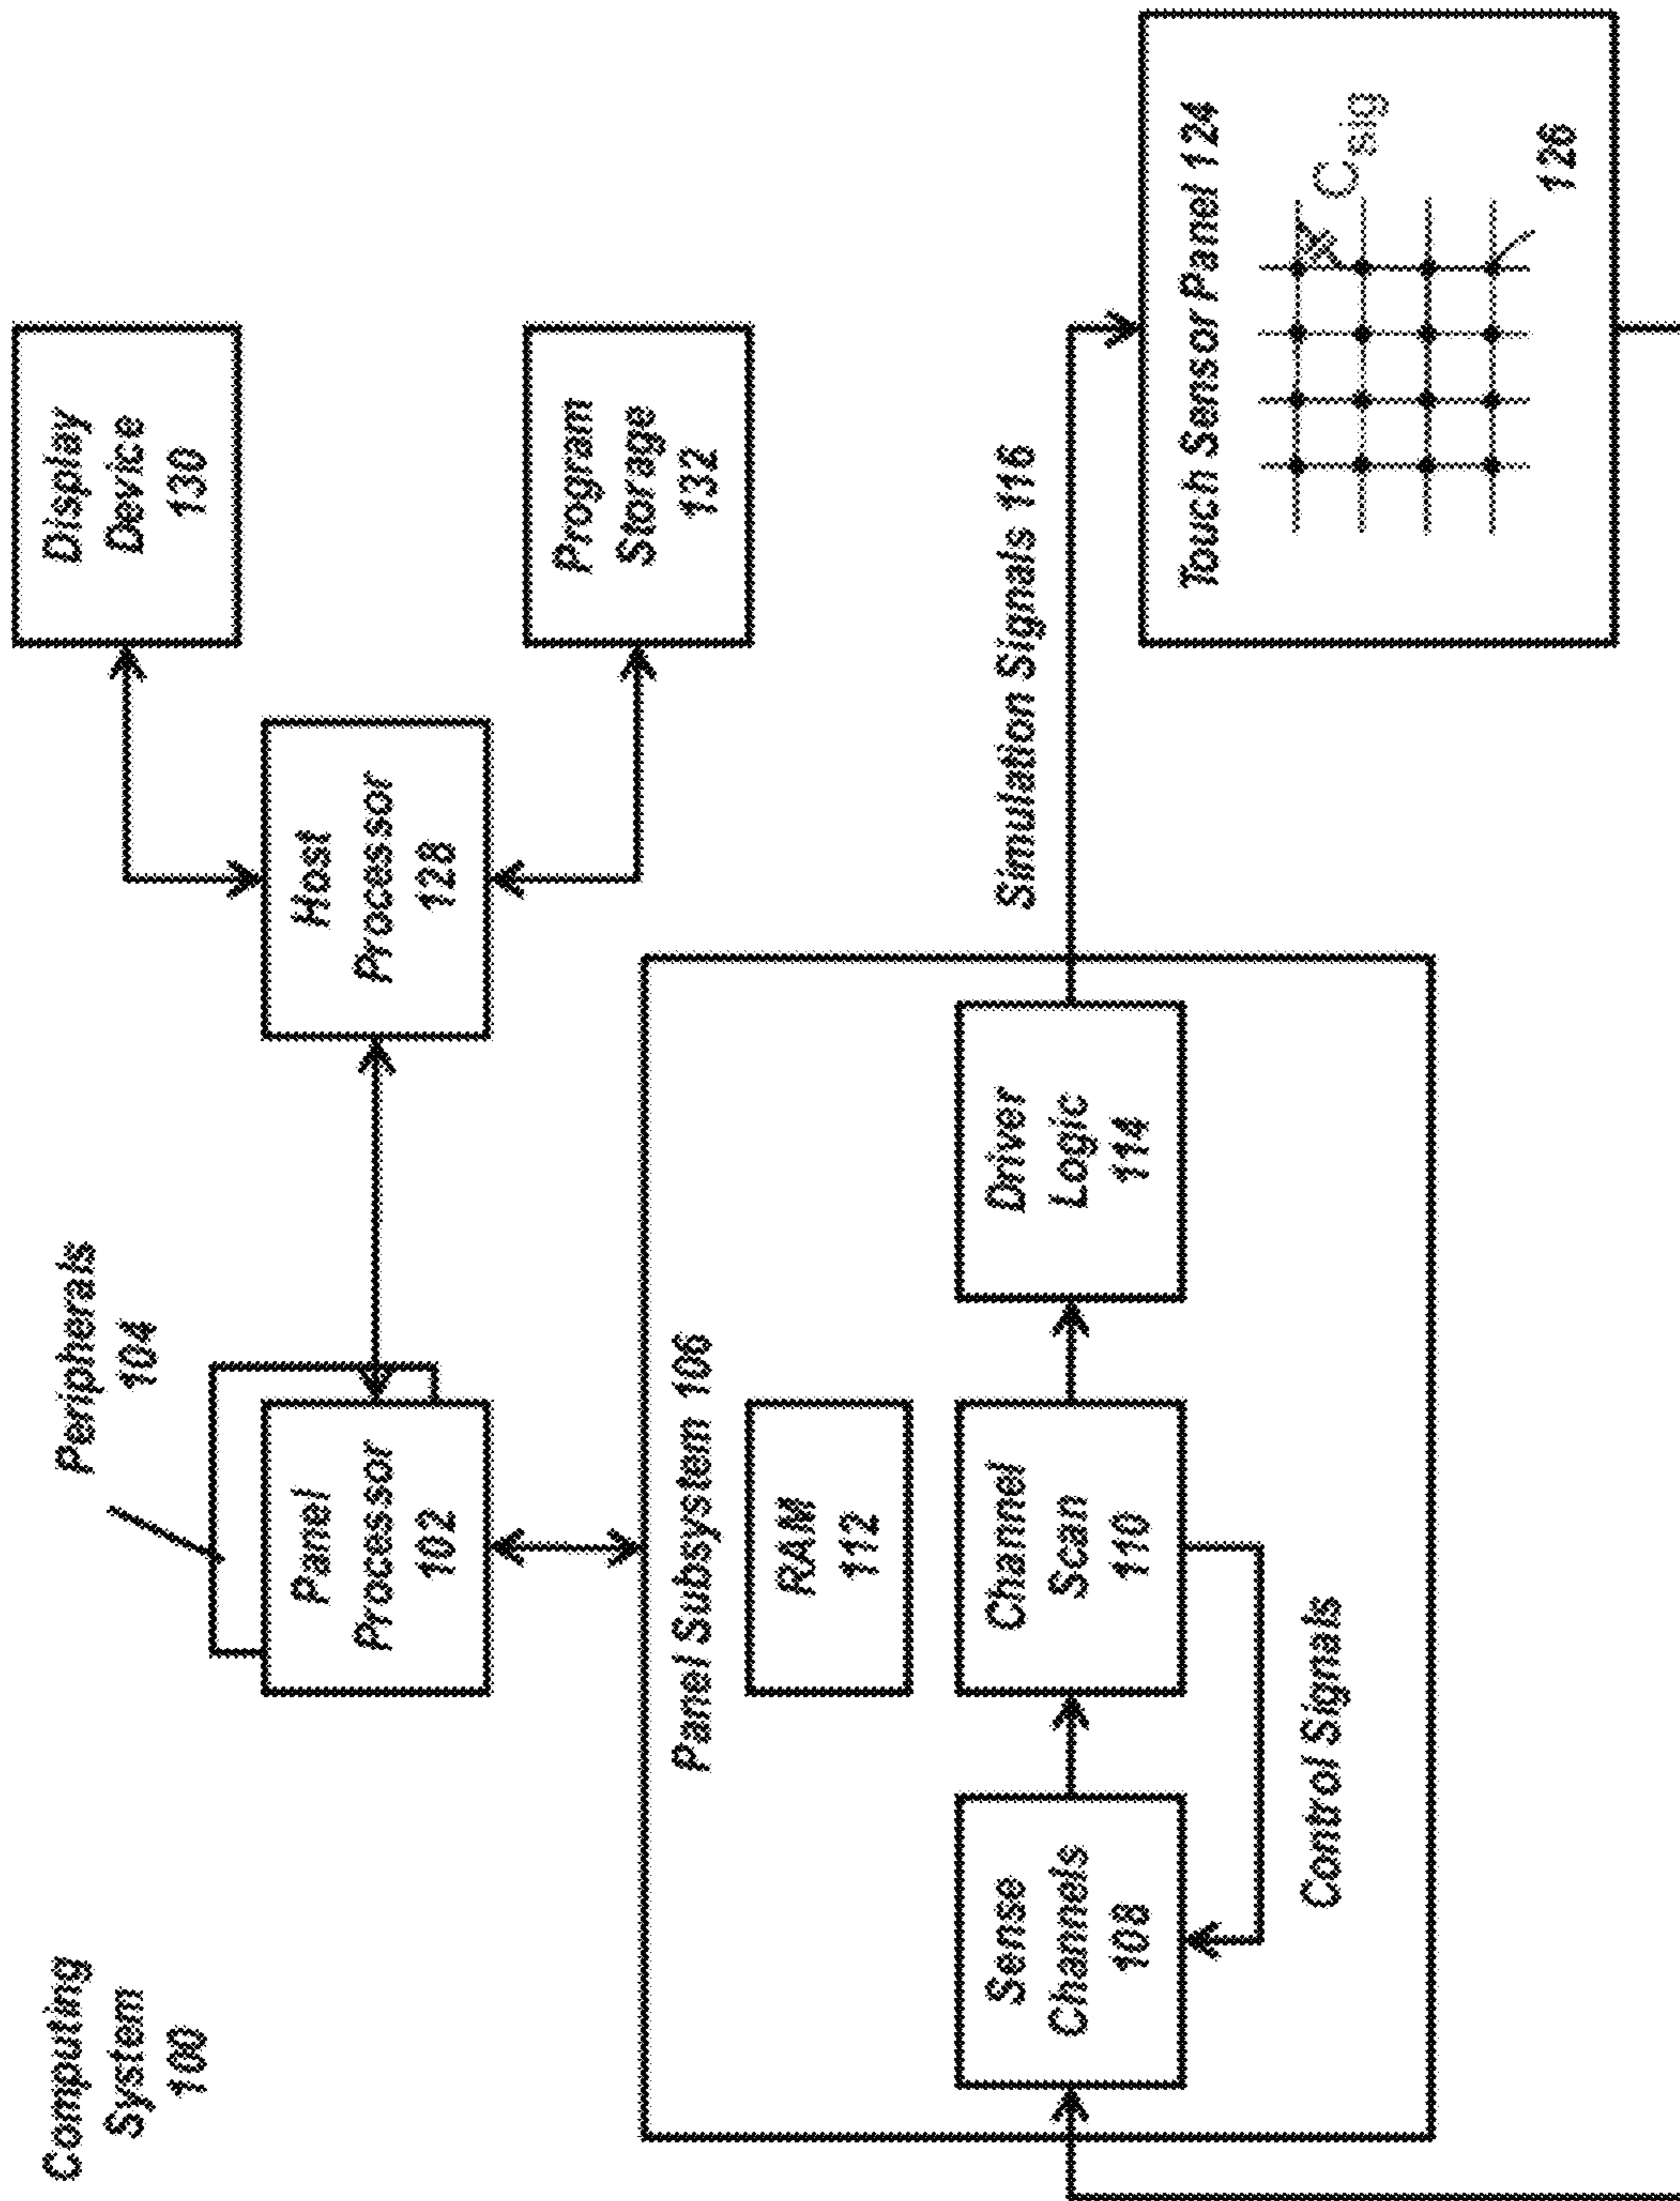 Computing
System
100
Peripherals
104
Display
Device
130
Panel
Processor
102
Host
Processor
128
Program
Storage
132
Panel Subsystem 106
RAM
112
Sense
Channels
108
Channel
Scan
110
Driver
Logic
114
Control Signals
Simulation Signals 116
Touch Sensor Panel 124
Csig
126